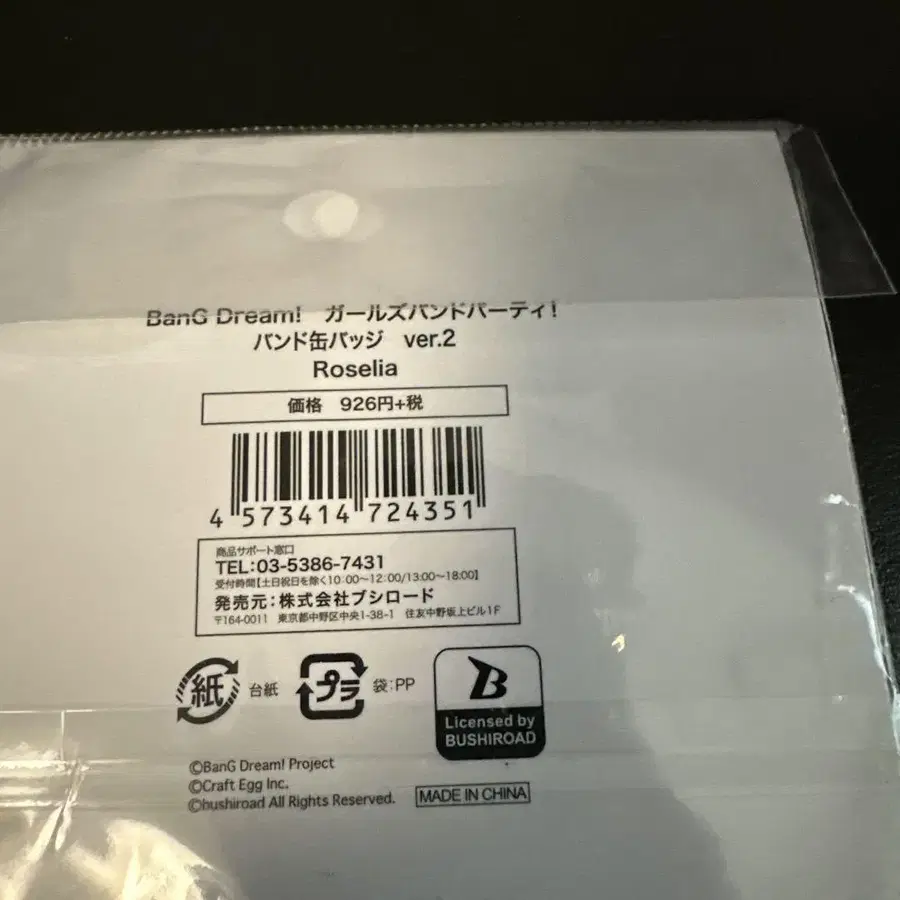 BanG Dream! ガールズバンドパーティ!
バンド缶バッジ ver.2
Roselia
価格 926円+税
4 573414 724351
商品サポート窓口
TEL:03-5386-7431
受付時間【土日祝日を除く10:00～12:00/13:00～18:00】
発売元:株式会社ブシロード
〒164-0011 東京都中野区中央1-38-1 住友中野坂上ビル1F
紙 台紙 プラ 袋:PP
B
Licensed by
BUSHIROAD
©BanG Dream! Project
©Craft Egg Inc.
©bushiroad All Rights Reserved.
MADE IN CHINA